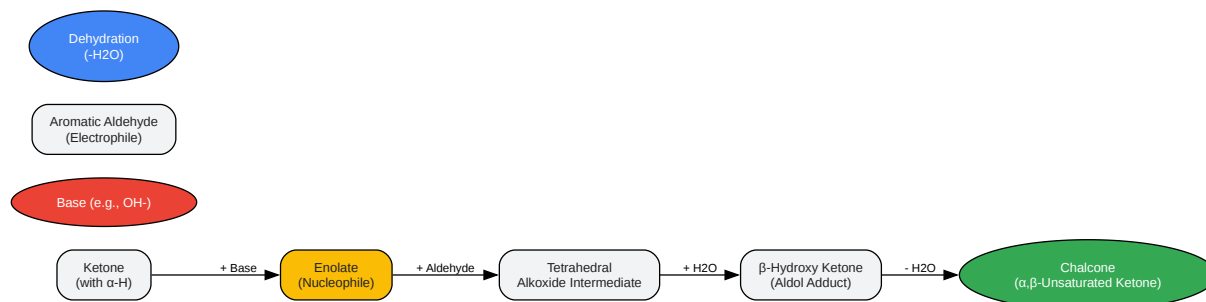 Dehydration
(-H2O)
Aromatic Aldehyde
(Electrophile)
Base (e.g., OH-)
Ketone
(with α-H)
+ Base
Enolate
(Nucleophile)
+ Aldehyde
Tetrahedral
Alkoxide Intermediate
+ H2O
β-Hydroxy Ketone
(Aldol Adduct)
- H2O
Chalcone
(α,β-Unsaturated Ketone)